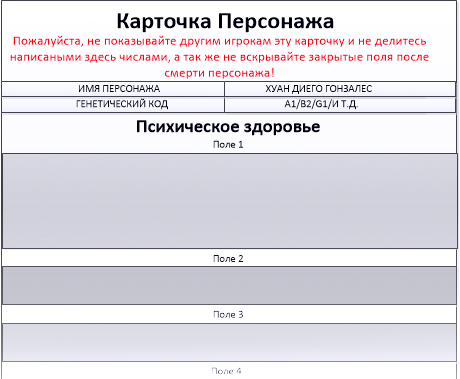 Карточка Персонажа
Пожалуйста, не показывайте другим игрокам эту карточку и не делитесь
написаными здесь числами, а так же не вскрывайте закрытые поля после
смерти персонажа!
ИМЯ ПЕРСОНАЖА ХУАН ДИЕГО ГОНЗАЛЕС
ГЕНЕТИЧЕСКИЙ КОД A1/B2/G1/И Т.Д.
Психическое здоровье
Поле 1
Поле 2
Поле 3
Поле 4